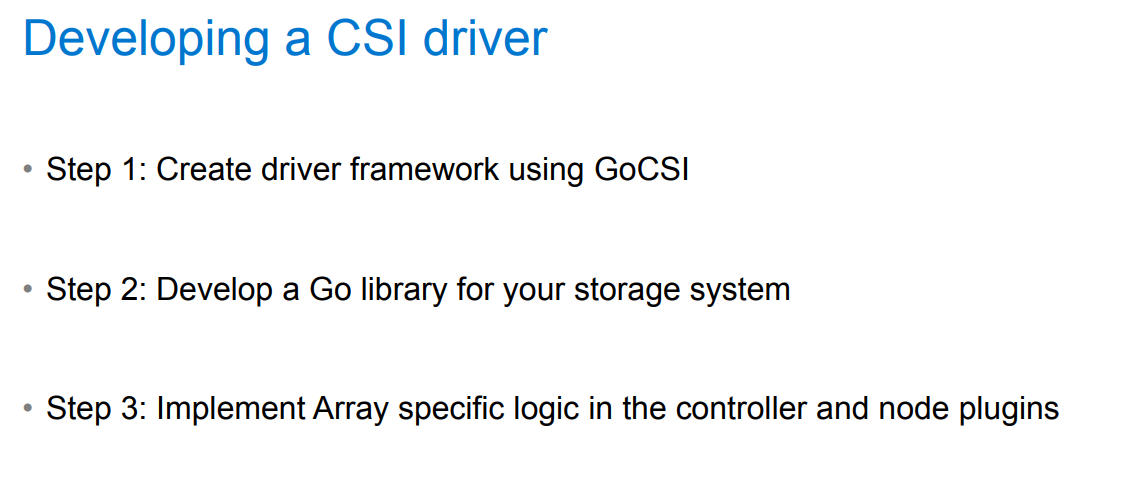 Developing a CSI driver
• Step 1: Create driver framework using GoCSI
• Step 2: Develop a Go library for your storage system
• Step 3: Implement Array specific logic in the controller and node plugins